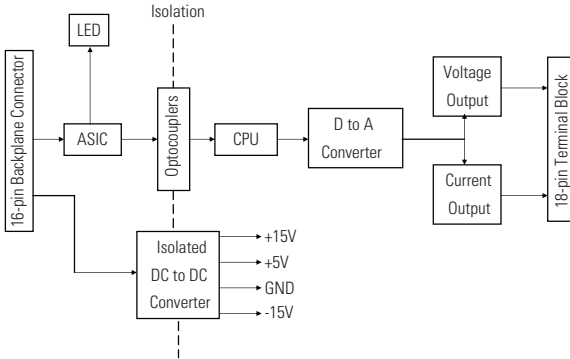 Isolation
LED
16-pin Backplane Connector
ASIC
Optocouplers
CPU
D to A
Converter
Voltage
Output
Current
Output
18-pin Terminal Block
Isolated
DC to DC
Converter
+15V
+5V
GND
-15V